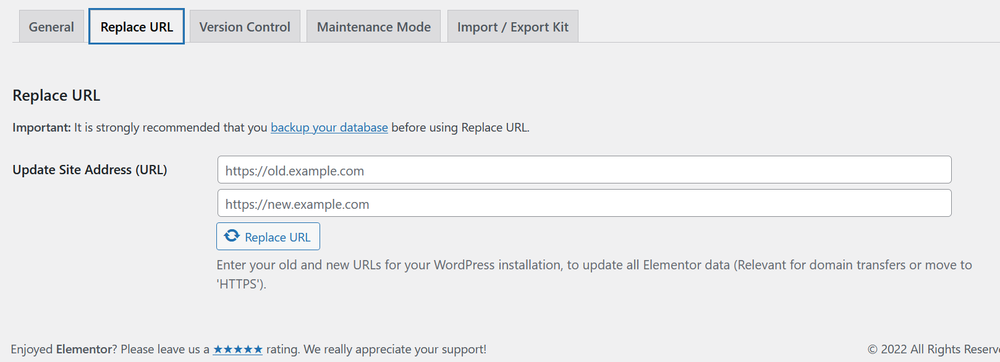 General Replace URL Version Control Maintenance Mode Import / Export Kit
Replace URL
Important: It is strongly recommended that you backup your database before using Replace URL.
Update Site Address (URL)
https://old.example.com
https://new.example.com
Replace URL
Enter your old and new URLs for your WordPress installation, to update all Elementor data (Relevant for domain transfers or move to
'HTTPS').
Enjoyed Elementor? Please leave us a ★★★★★ rating. We really appreciate your support!
© 2022 All Rights Reserv